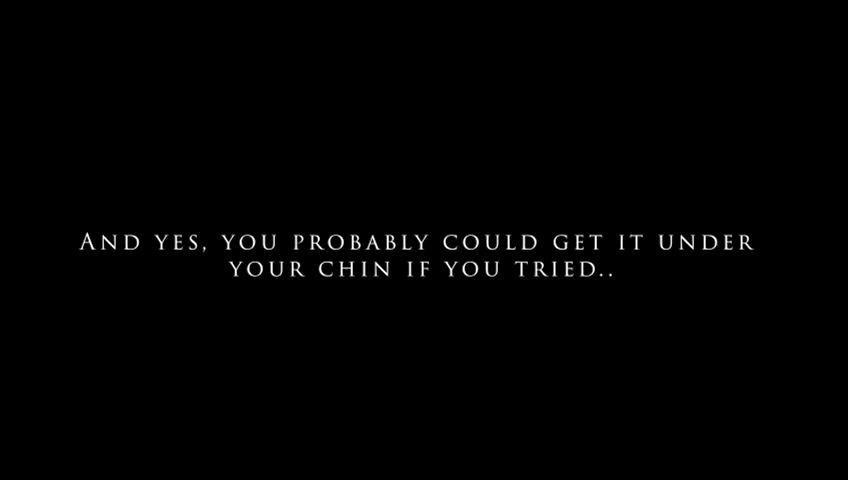 And yes, you probably could get it under
your chin if you tried..